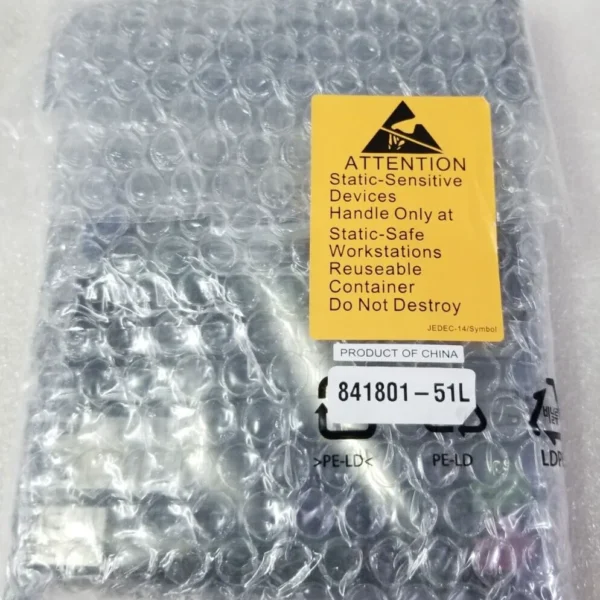 ATTENTION
Static-Sensitive
Devices
Handle Only at
Static-Safe
Workstations
Reuseable
Container
Do Not Destroy
JEDEC-14/Symbol
PRODUCT OF CHINA
841801-51L
>PE-LD<
PE-LD